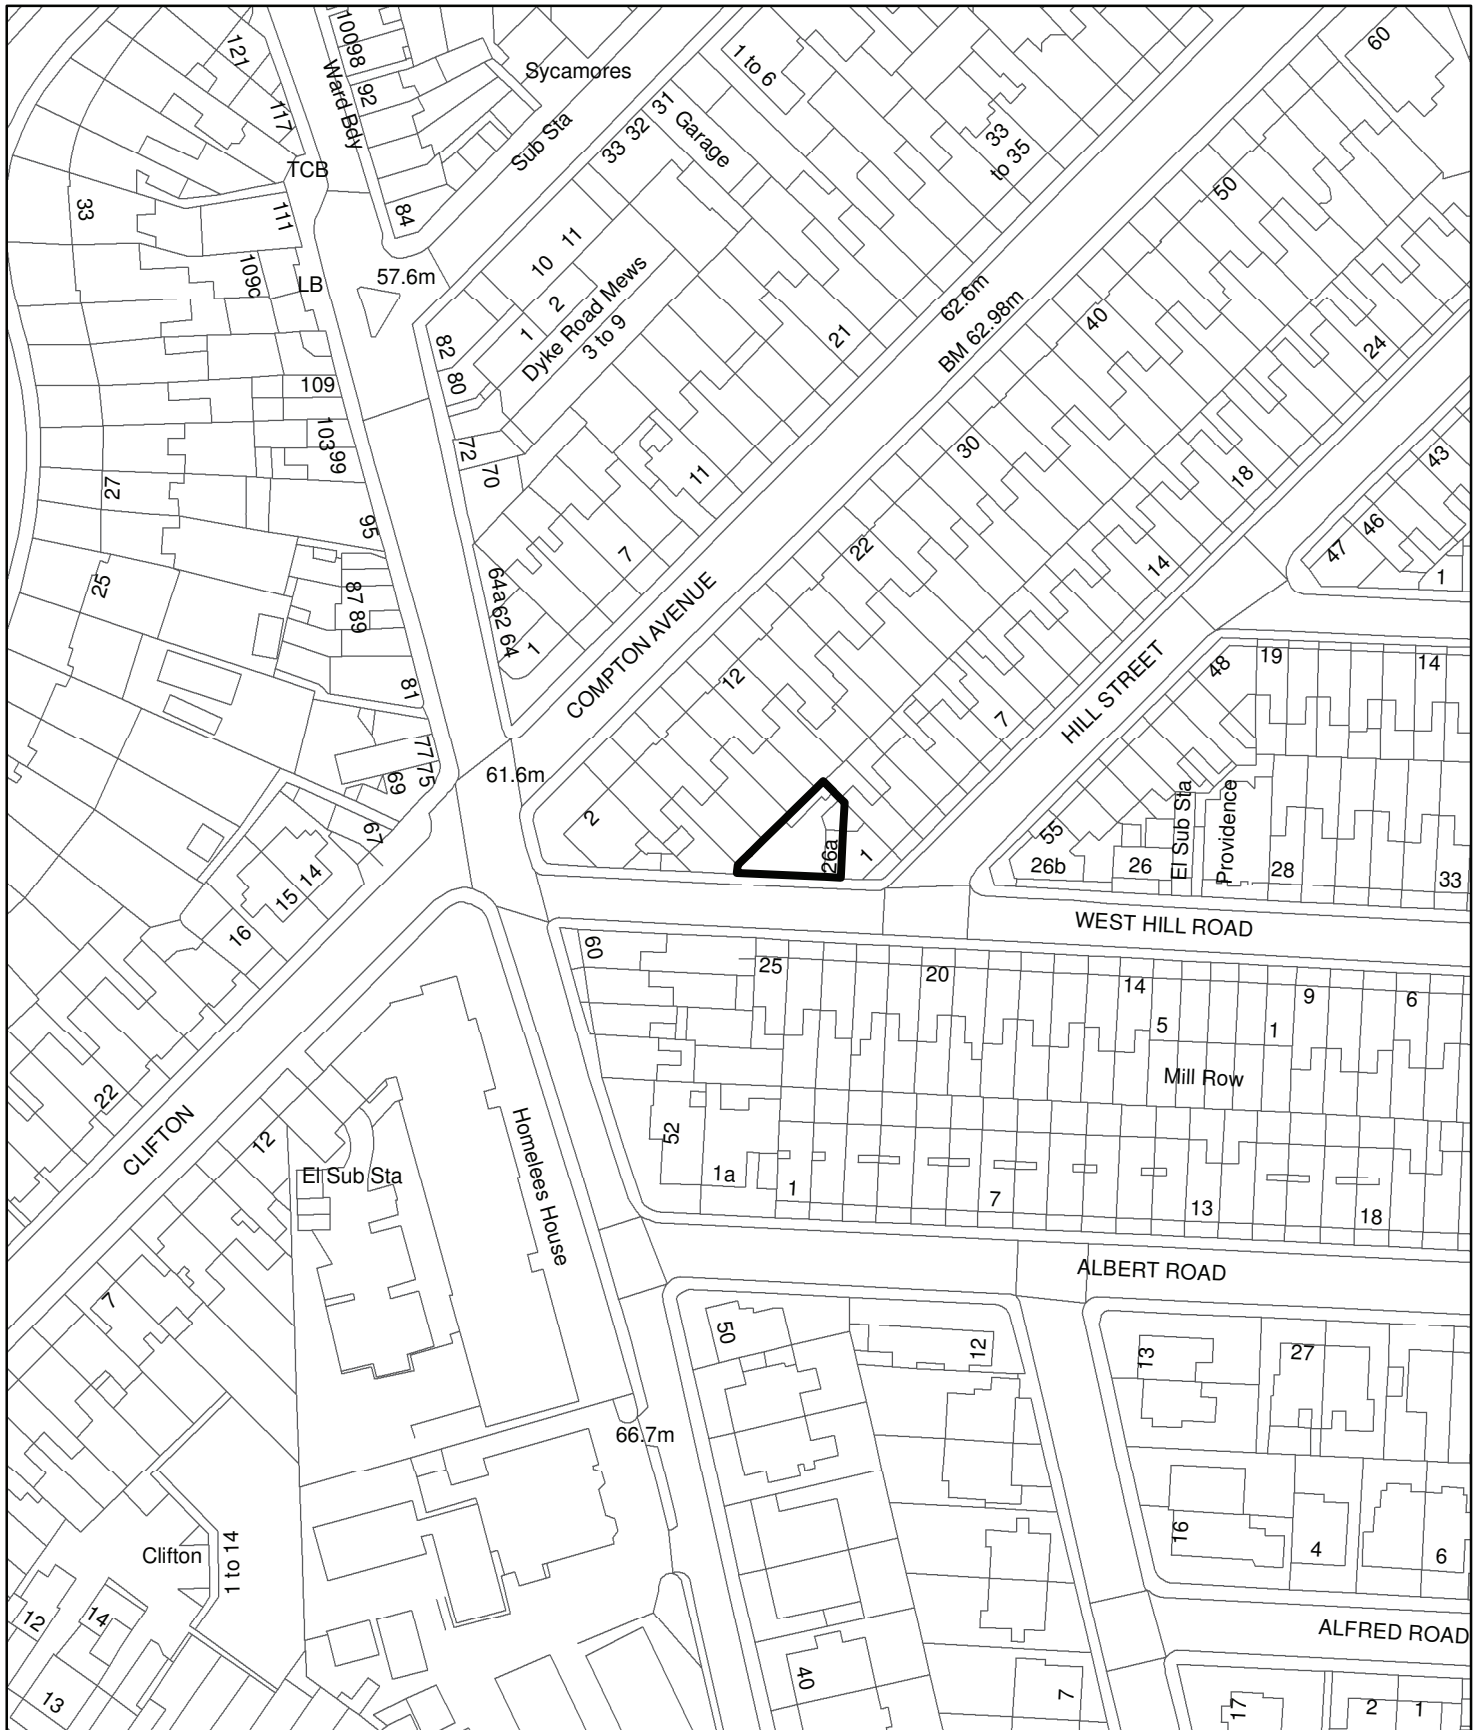 121
10098
60
1 to 6
Sycamores
Ward Bdy
92
31
32
33
Garage
117
Sub Sta
33
to 35
TCB
50
33
111
84
11
10
109c
LB
57.6m
62.6m
BM 62.98m
2
1
Dyke Road Mews
3 to 9
21
40
24
82
80
109
10399
72
70
30
43
27
11
18
46
95
47
7
22
14
1
25
87 89
64a 62 64
1
COMPTON AVENUE
81
12
HILL STREET
48
19
14
7
77
75
69
61.6m
2
67
26a
1
55
26b
26
El Sub Sta
Providence
28
33
14
15
16
WEST HILL ROAD
60
25
20
14
9
6
5
1
Mill Row
22
CLIFTON
12
El Sub Sta
Homelees House
52
1a
1
7
13
18
ALBERT ROAD
7
50
12
13
27
66.7m
Clifton
1 to 14
16
4
6
12
14
13
40
7
ALFRED ROAD
17
2
1